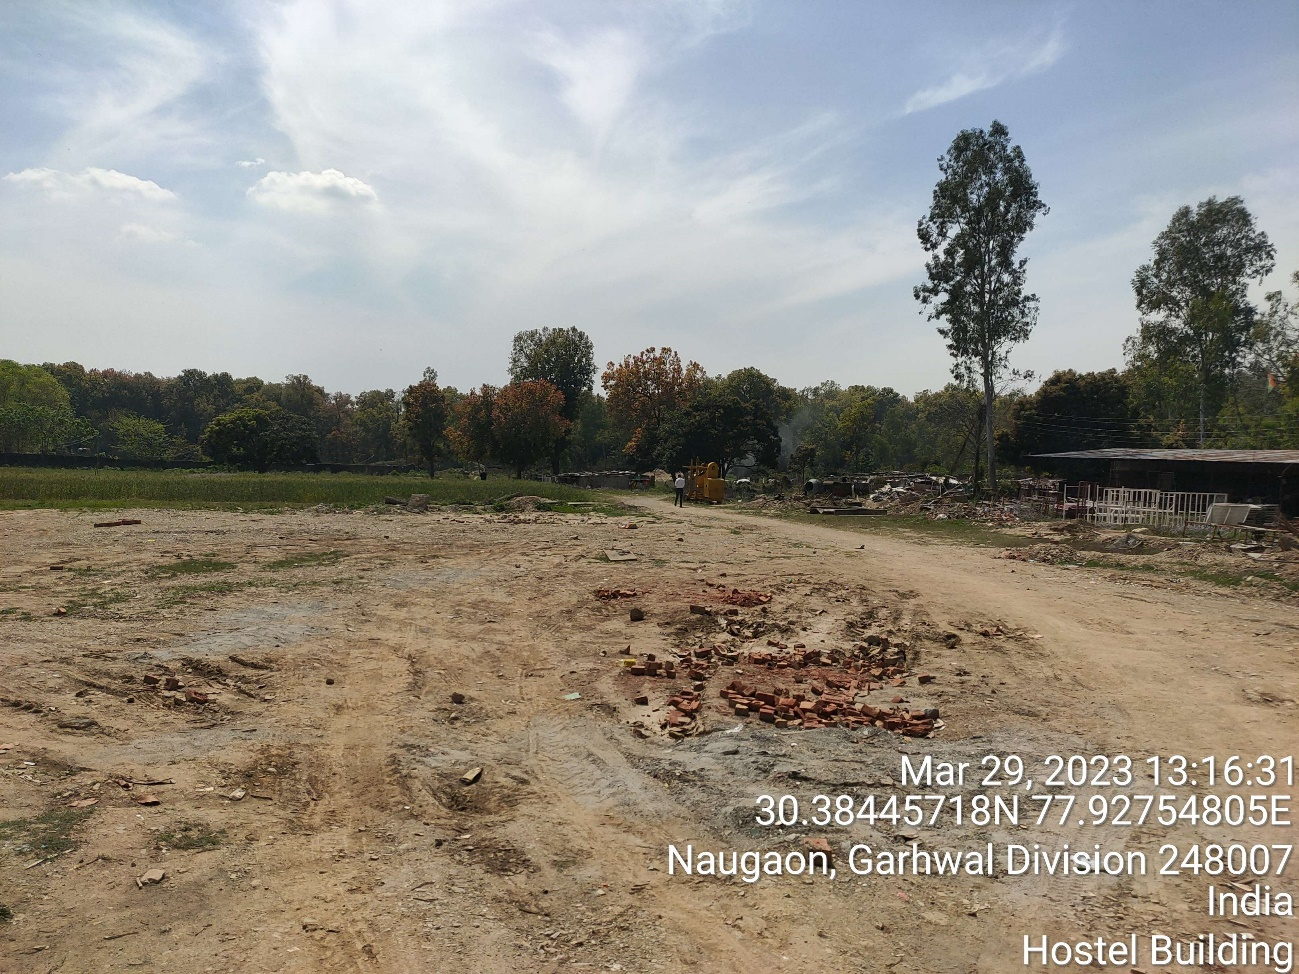 Mar 29, 2023 13:16:31
30.38445718N 77.92754805E
Naugaon, Garhwal Division 248007
India
Hostel Building